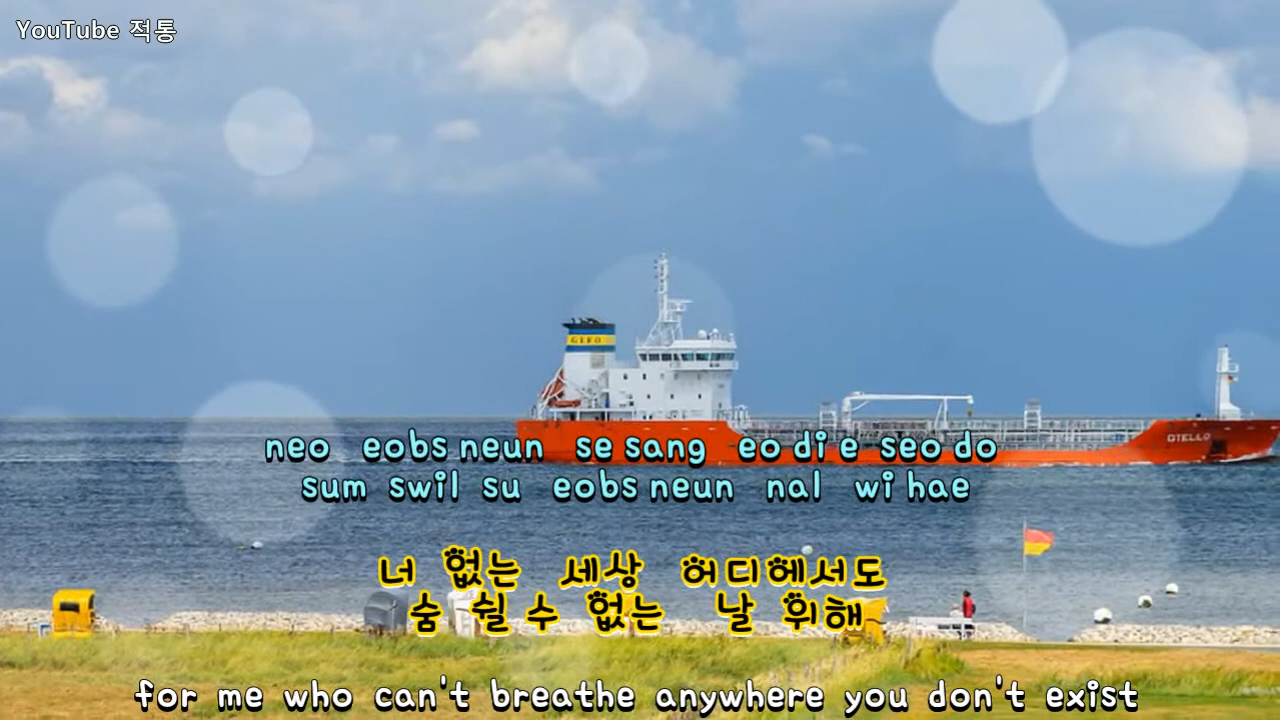 YouTube 적통
GEFO
OTELLO
neo eobs neun se sang eo di e seo do
sum swil su eobs neun nal wi hae
너 없는 세상 어디에서도
숨 쉴 수 없는 날 위해
for me who can't breathe anywhere you don't exist